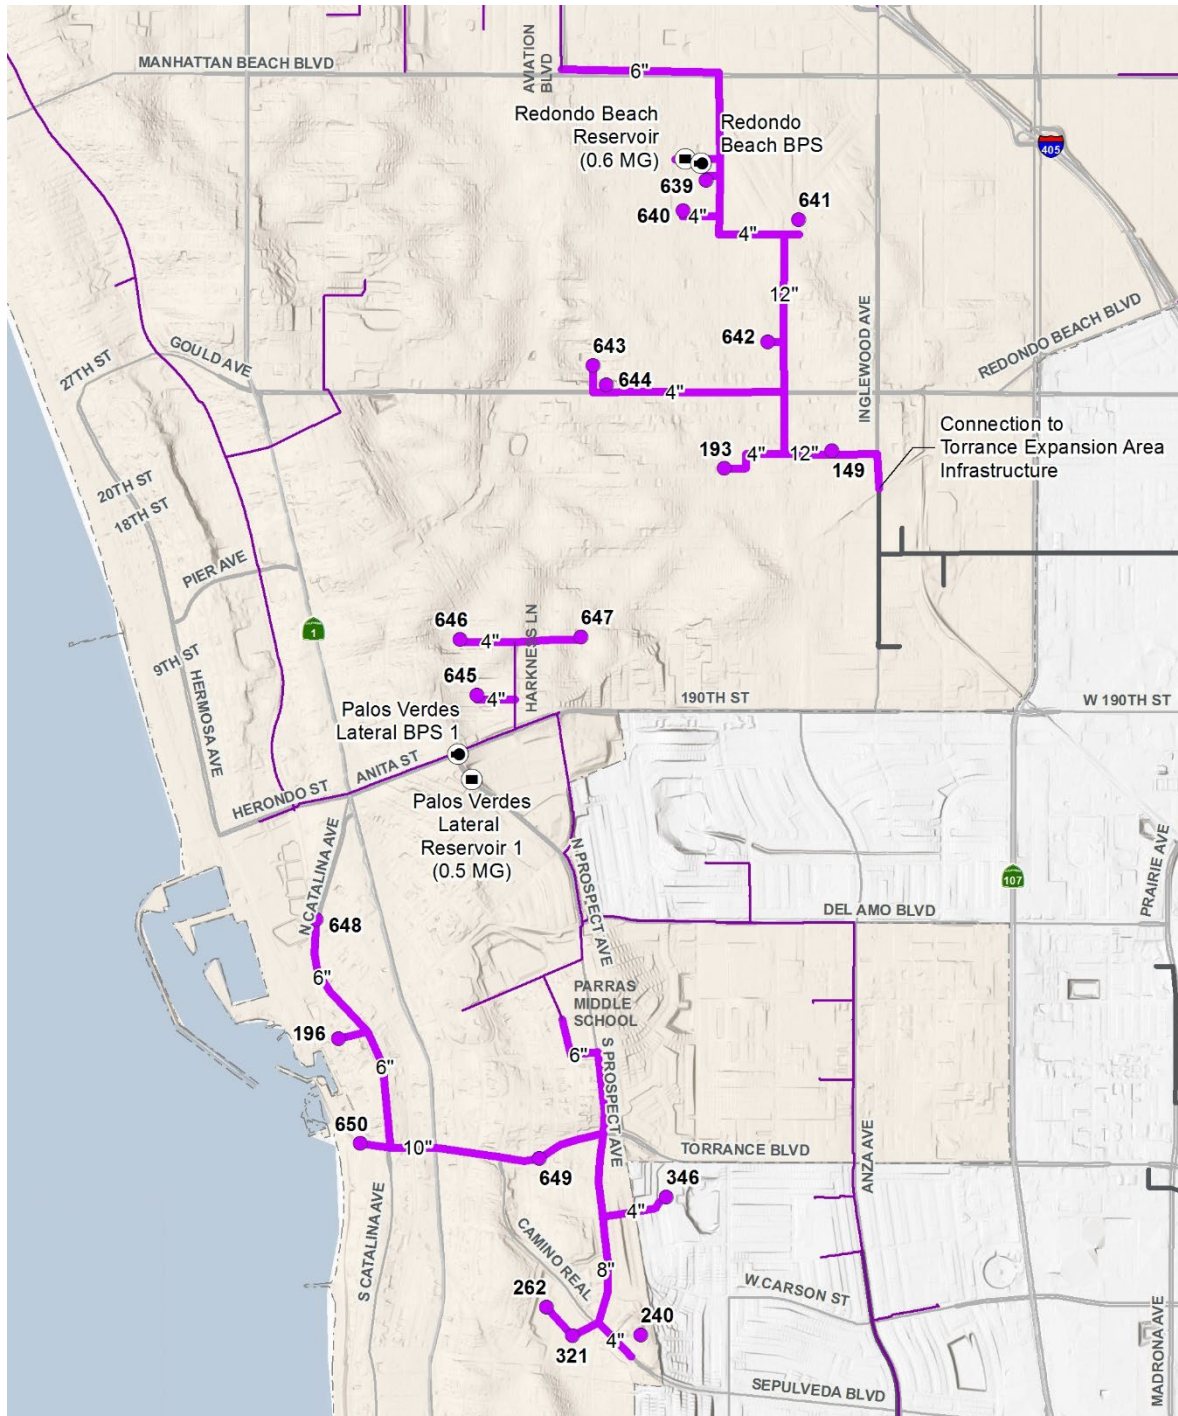 MANHATTAN BEACH BLVD
AVIATION
BLVD
6"
Redondo Beach
Reservoir
(0.6 MG)
Redondo
Beach BPS
405
639
640
4"
641
4"
12"
INGLEWOOD AVE
REDONDO BEACH BLVD
642
643
644
4"
27TH ST
GOULD AVE
193
4"
12"
149
Connection to
Torrance Expansion Area
Infrastructure
20TH ST
18TH ST
PIER AVE
1
9TH ST
HERMOSA AVE
646
4"
647
HARKNESS LN
645
4"
190TH ST
W 190TH ST
Palos Verdes
Lateral BPS 1
ANITA ST
HERONDO ST
Palos Verdes
Lateral
Reservoir 1
(0.5 MG)
N CATALINA AVE
N PROSPECT AVE
107
PRAIRIE AVE
DEL AMO BLVD
648
6"
PARRAS
MIDDLE
SCHOOL
196
6"
6"
S PROSPECT AVE
650
10"
649
TORRANCE BLVD
ANZA AVE
346
4"
S CATALINA AVE
CAMINO REAL
8"
W CARSON ST
262
321
4"
240
SEPULVEDA BLVD
MADRONA AVE